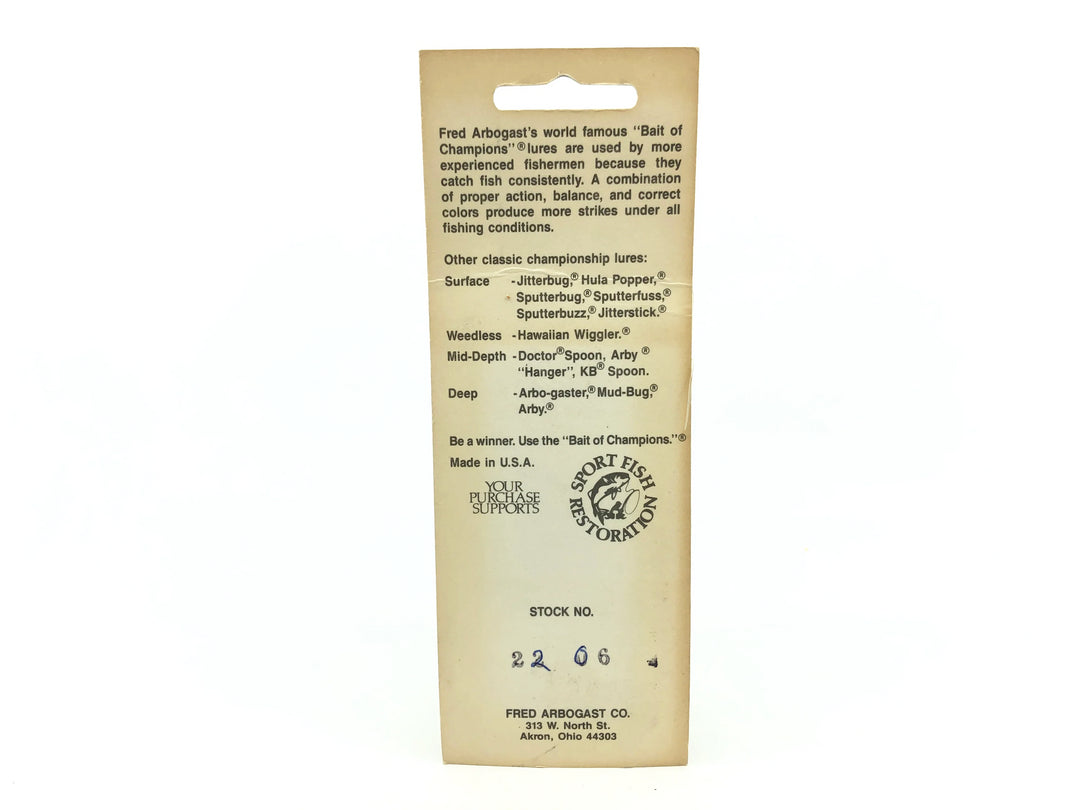 Fred Arbogast's world famous "Bait of
Champions"® lures are used by more
experienced fishermen because they
catch fish consistently. A combination
of proper action, balance, and correct
colors produce more strikes under all
fishing conditions.
Other classic championship lures:
Surface -Jitterbug,® Hula Popper,®
Sputterbug,® Sputterfuss,®
Sputterbuzz,® Jitterstick.®
Weedless -Hawaiian Wiggler.®
Mid-Depth -Doctor® Spoon, Arby®
"Hanger", KB® Spoon.
Deep -Arbo-gaster,® Mud-Bug,®
Arby.®
Be a winner. Use the "Bait of Champions."®
Made in U.S.A.
YOUR
PURCHASE
SUPPORTS
SPORT FISH
RESTORATION
STOCK NO.
22 06
FRED ARBOGAST CO.
313 W. North St.
Akron, Ohio 44303